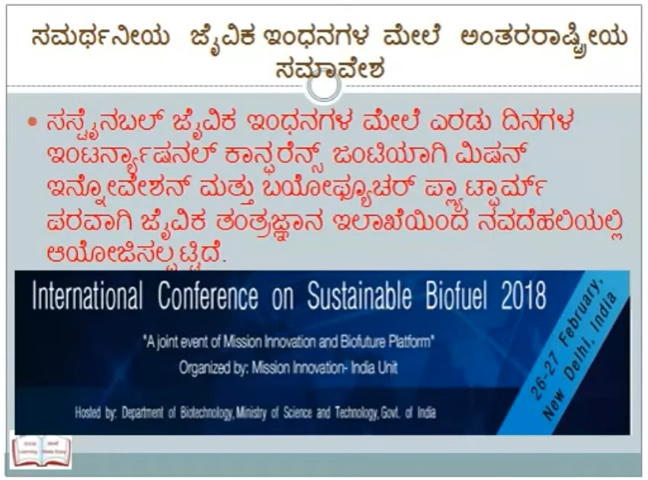 ಸಮರ್ಥನೀಯ ಜೈವಿಕ ಇಂಧನಗಳ ಮೇಲೆ ಅಂತರರಾಷ್ಟ್ರೀಯ
ಸಮಾವೇಶ
ಸಸ್ಟೈನಬಲ್ ಜೈವಿಕ ಇಂಧನಗಳ ಮೇಲೆ ಎರಡು ದಿನಗಳ
ಇಂಟರ್ನ್ಯಾಷನಲ್ ಕಾನ್ಫರೆನ್ಸ್ ಜಂಟಿಯಾಗಿ ಮಿಷನ್
ಇನ್ನೋವೇಶನ್ ಮತ್ತು ಬಯೋಫ್ಯೂಚರ್ ಪ್ಲ್ಯಾಟ್ಫಾರ್ಮ್
ಪರವಾಗಿ ಜೈವಿಕ ತಂತ್ರಜ್ಞಾನ ಇಲಾಖೆಯಿಂದ ನವದೆಹಲಿಯಲ್ಲಿ
ಆಯೋಜಿಸಲ್ಪಟ್ಟಿದೆ.
International Conference on Sustainable Biofuel 2018
"A joint event of Mission Innovation and Biofuture Platform"
Organized by: Mission Innovation- India Unit
Hosted by: Department of Biotechnology, Ministry of Science and Technology, Govt. of India
26-27 February,
New Delhi, India